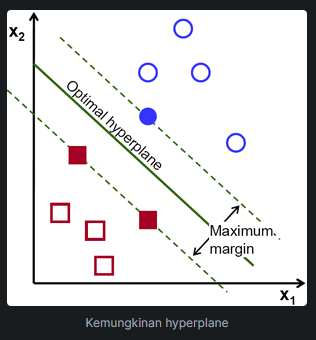 x2
Optimal hyperplane
Maximum
margin
x1
Kemungkinan hyperplane